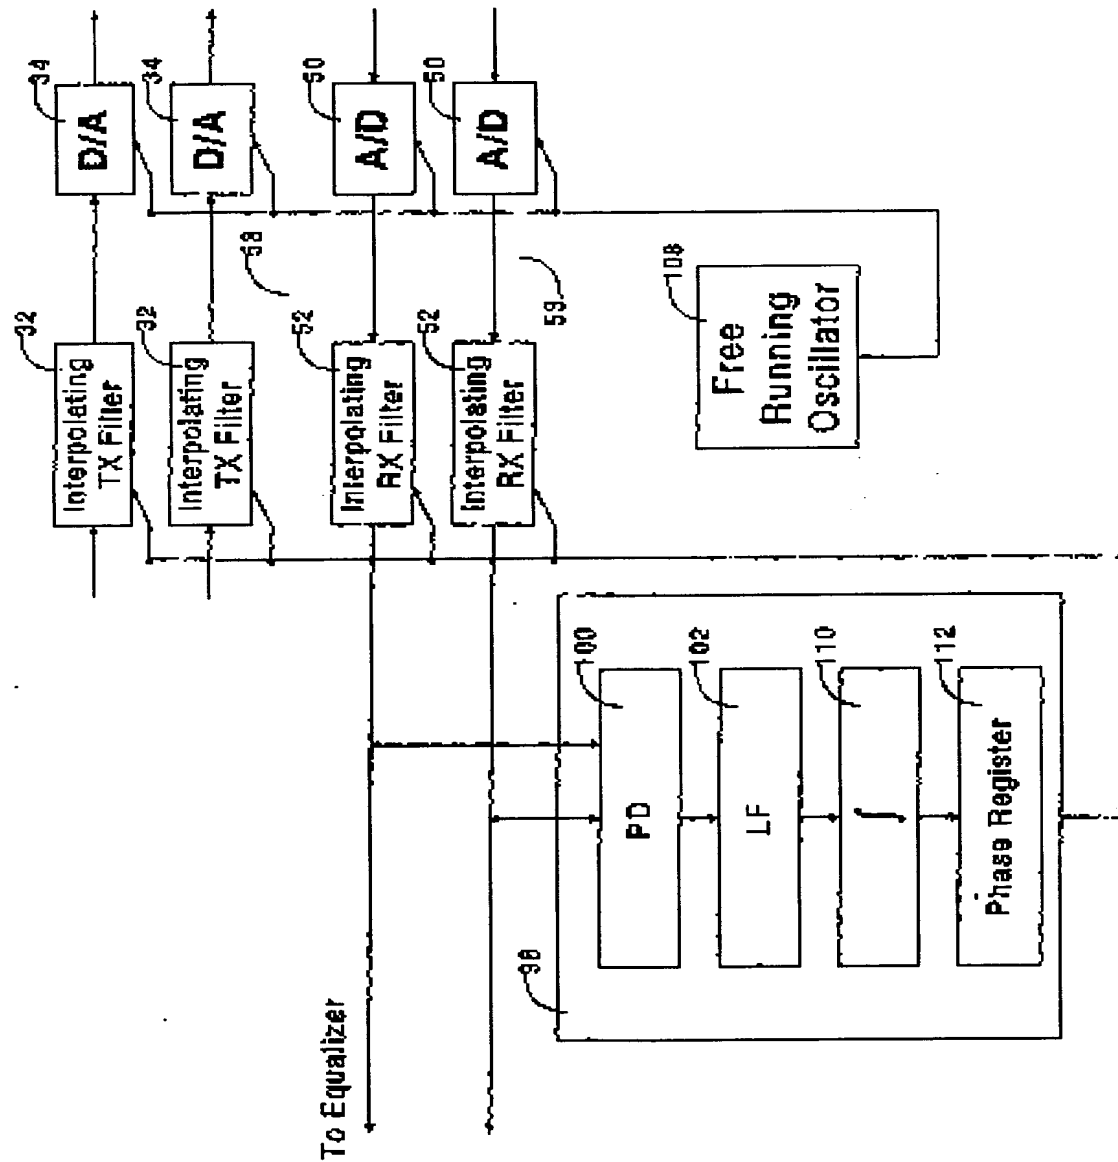 32
Interpolating
TX Filter
34
D/A
32
Interpolating
TX Filter
34
D/A
58
52
Interpolating
RX Filter
50
A/D
52
Interpolating
RX Filter
50
A/D
59
To Equalizer
98
100
PD
102
LF
110
∫
112
Phase Register
108
Free
Running
Oscillator